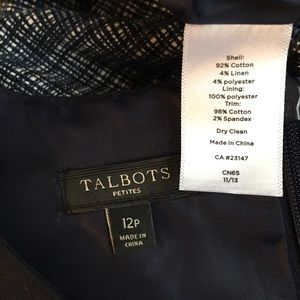 Shell:
92% Cotton
4% Linen
4% polyester
Lining:
100% polyester
Trim:
98% Cotton
2% Spandex
Dry Clean
Made in China
CA #23147
CN65
11/13
TALBOTS
PETITES
12P
MADE IN
CHINA